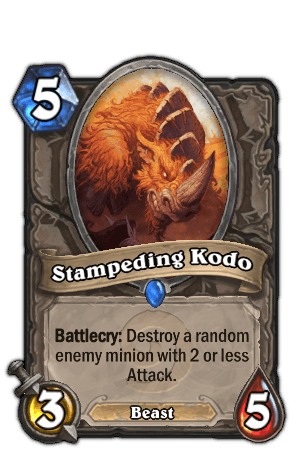 5
Stampeding Kodo
Battlecry: Destroy a random
enemy minion with 2 or less
Attack.
3
Beast
5